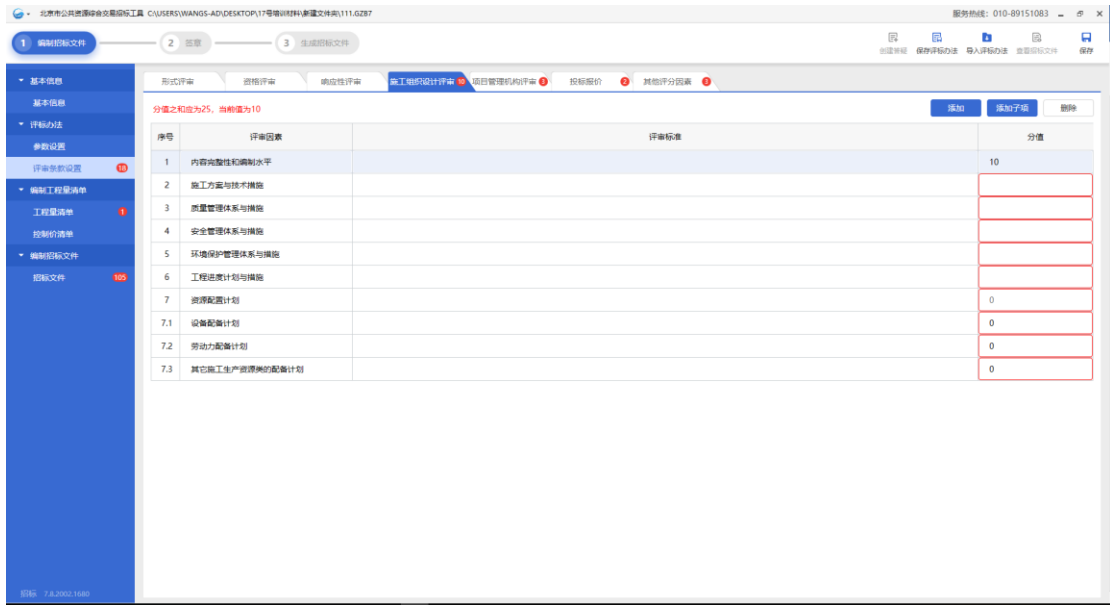 北京市公共资源综合交易招标工具 C:\USERS\WANGS-AD\DESKTOP\17号培训材料\新建文件夹\111.GZB7
服务热线：010-89151083
1 编制招标文件
2 签章
3 生成招标文件
创建答疑 保存评标办法 导入评标办法 查看招标文件 保存
基本信息
基本信息
评标办法
参数设置
评审条款设置 18
编制工程量清单
工程量清单 1
控制价清单
编制招标文件
招标文件 105
招标 7.8.2002.1680
形式评审 资格评审 响应性评审 施工组织设计评审 10 项目管理机构评审 3 投标报价 2 其他评分因素 3
分值之和应为25，当前值为10
添加 添加子项 删除
序号 评审因素 评审标准 分值
1 内容完整性和编制水平 10
2 施工方案与技术措施
3 质量管理体系与措施
4 安全管理体系与措施
5 环境保护管理体系与措施
6 工程进度计划与措施
7 资源配置计划 0
7.1 设备配备计划 0
7.2 劳动力配备计划 0
7.3 其它施工生产资源类的配备计划 0